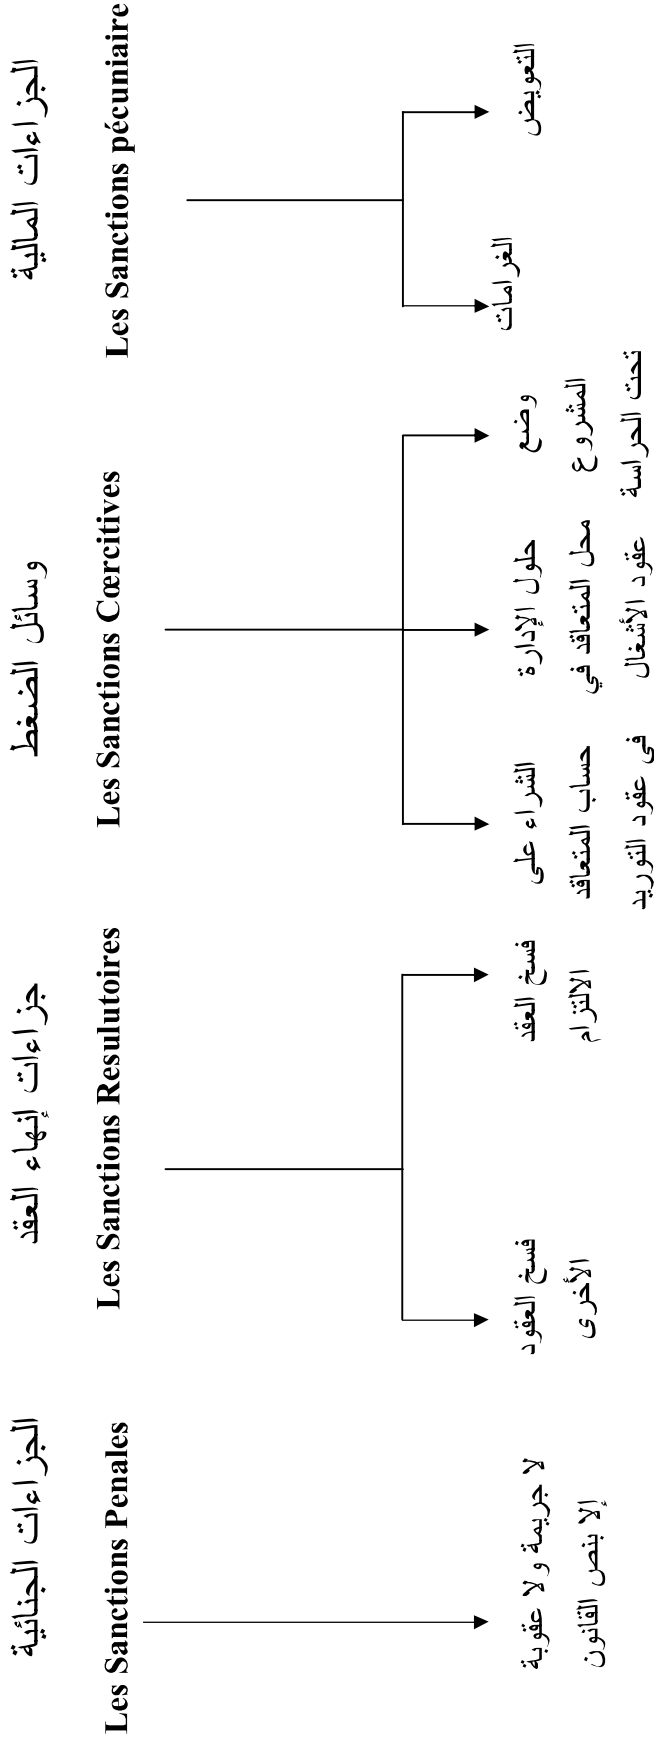 الجزاءات المالية
Les Sanctions pécuniaire
التعويض
الغرامات
وسائل الضغط
Les Sanctions Cœrcitives
وضع
المشروع
تحت الحراسة
حلول الإدارة
محل المتعاقد في
عقود الأشغال
الشراء على
حساب المتعاقد
فى عقود التوريد
جزاءات إنهاء العقد
Les Sanctions Resulutoires
فسخ العقد
الالتزام
فسخ العقود
الأخرى
الجزاءات الجنائية
Les Sanctions Penales
لا جريمة ولا عقوبة
إلا بنص القانون